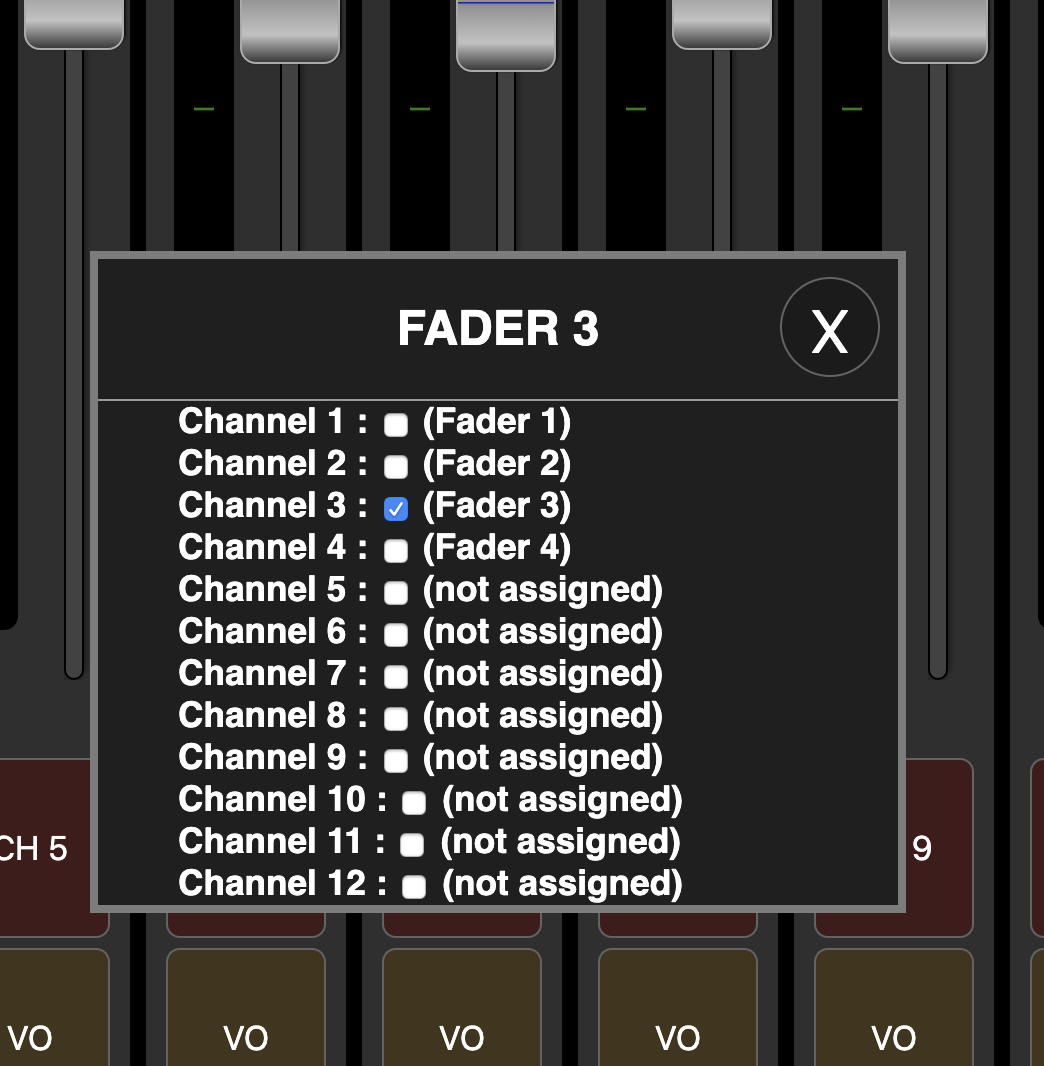 FADER 3
X
Channel 1 : (Fader 1)
Channel 2 : (Fader 2)
Channel 3 : (Fader 3)
Channel 4 : (Fader 4)
Channel 5 : (not assigned)
Channel 6 : (not assigned)
Channel 7 : (not assigned)
Channel 8 : (not assigned)
Channel 9 : (not assigned)
Channel 10 : (not assigned)
Channel 11 : (not assigned)
Channel 12 : (not assigned)
CH 5 9
VO VO VO VO VO